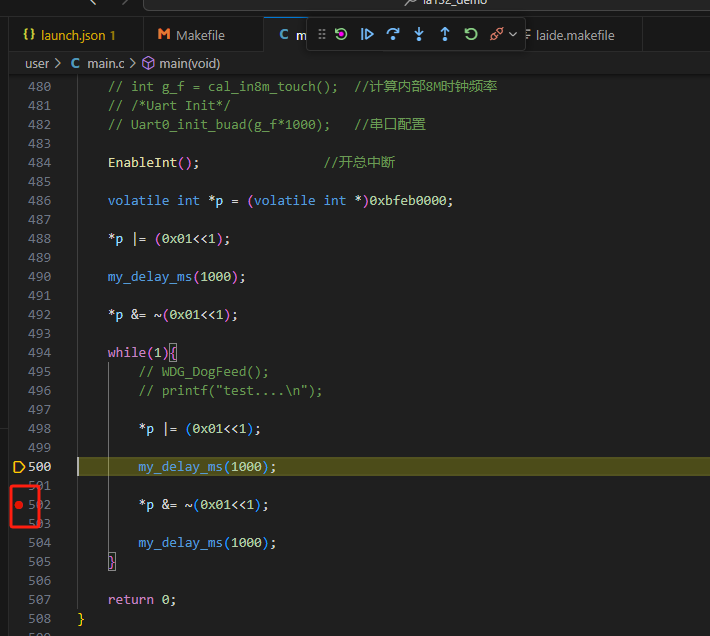 la132_demo
launch.json 1
Makefile
m
laide.makefile
user > C main.c > main(void)
480 // int g_f = cal_in8m_touch(); //计算内部8M时钟频率
481 // /*Uart Init*/
482 // Uart0_init_buad(g_f*1000); //串口配置
483
484 EnableInt(); //开总中断
485
486 volatile int *p = (volatile int *)0xbfeb0000;
487
488 *p |= (0x01<<1);
489
490 my_delay_ms(1000);
491
492 *p &= ~(0x01<<1);
493
494 while(1){
495 // WDG_DogFeed();
496 // printf("test....\n");
497
498 *p |= (0x01<<1);
499
500 my_delay_ms(1000);
501
502 *p &= ~(0x01<<1);
503
504 my_delay_ms(1000);
505 }
506
507 return 0;
508 }